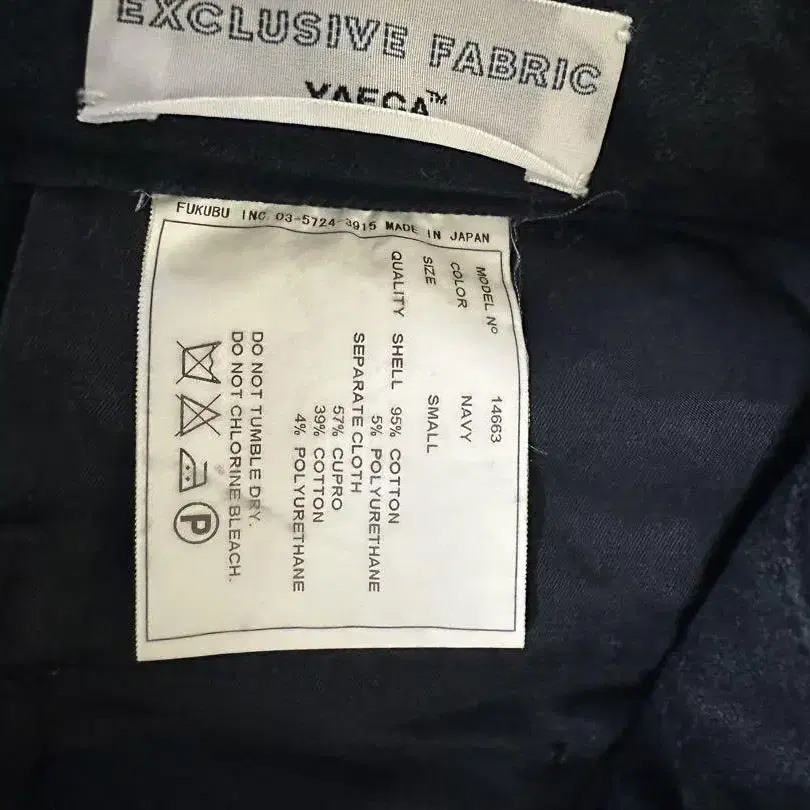 EXCLUSIVE FABRIC
YAECA™
FUKUBU INC. 03-5724-3915 MADE IN JAPAN
MODEL Nº 14663
COLOR NAVY
SIZE SMALL
QUALITY SHELL 95% COTTON
5% POLYURETHANE
SEPARATE CLOTH
57% CUPRO
39% COTTON
4% POLYURETHANE
DO NOT TUMBLE DRY.
DO NOT CHLORINE BLEACH.
P